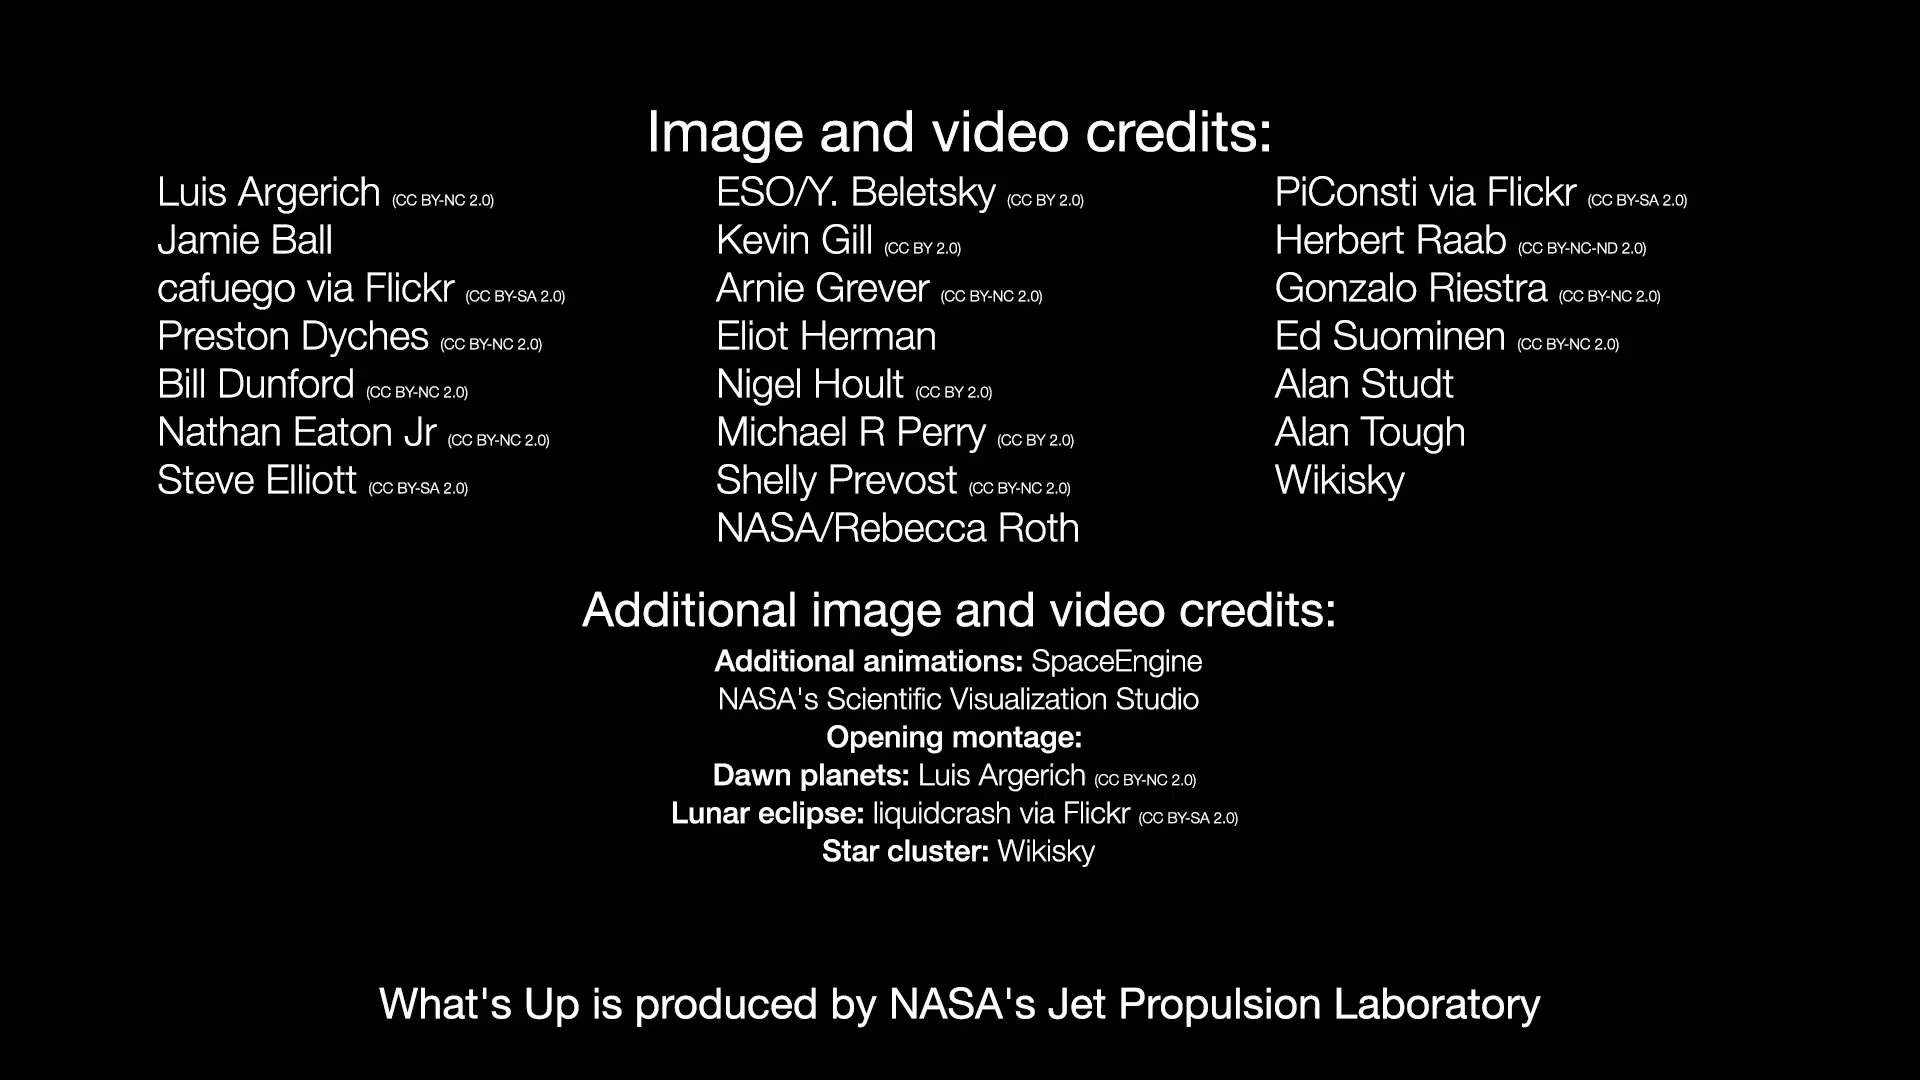 Image and video credits:
Luis Argerich (CC BY-NC 2.0)
Jamie Ball
cafuego via Flickr (CC BY-SA 2.0)
Preston Dyches (CC BY-NC 2.0)
Bill Dunford (CC BY-NC 2.0)
Nathan Eaton Jr (CC BY-NC 2.0)
Steve Elliott (CC BY-SA 2.0)
ESO/Y. Beletsky (CC BY 2.0)
Kevin Gill (CC BY 2.0)
Arnie Grever (CC BY-NC 2.0)
Eliot Herman
Nigel Hoult (CC BY 2.0)
Michael R Perry (CC BY 2.0)
Shelly Prevost (CC BY-NC 2.0)
NASA/Rebecca Roth
PiConsti via Flickr (CC BY-SA 2.0)
Herbert Raab (CC BY-NC-ND 2.0)
Gonzalo Riestra (CC BY-NC 2.0)
Ed Suominen (CC BY-NC 2.0)
Alan Studt
Alan Tough
Wikisky
Additional image and video credits:
Additional animations: SpaceEngine
NASA's Scientific Visualization Studio
Opening montage:
Dawn planets: Luis Argerich (CC BY-NC 2.0)
Lunar eclipse: liquidcrash via Flickr (CC BY-SA 2.0)
Star cluster: Wikisky
What's Up is produced by NASA's Jet Propulsion Laboratory